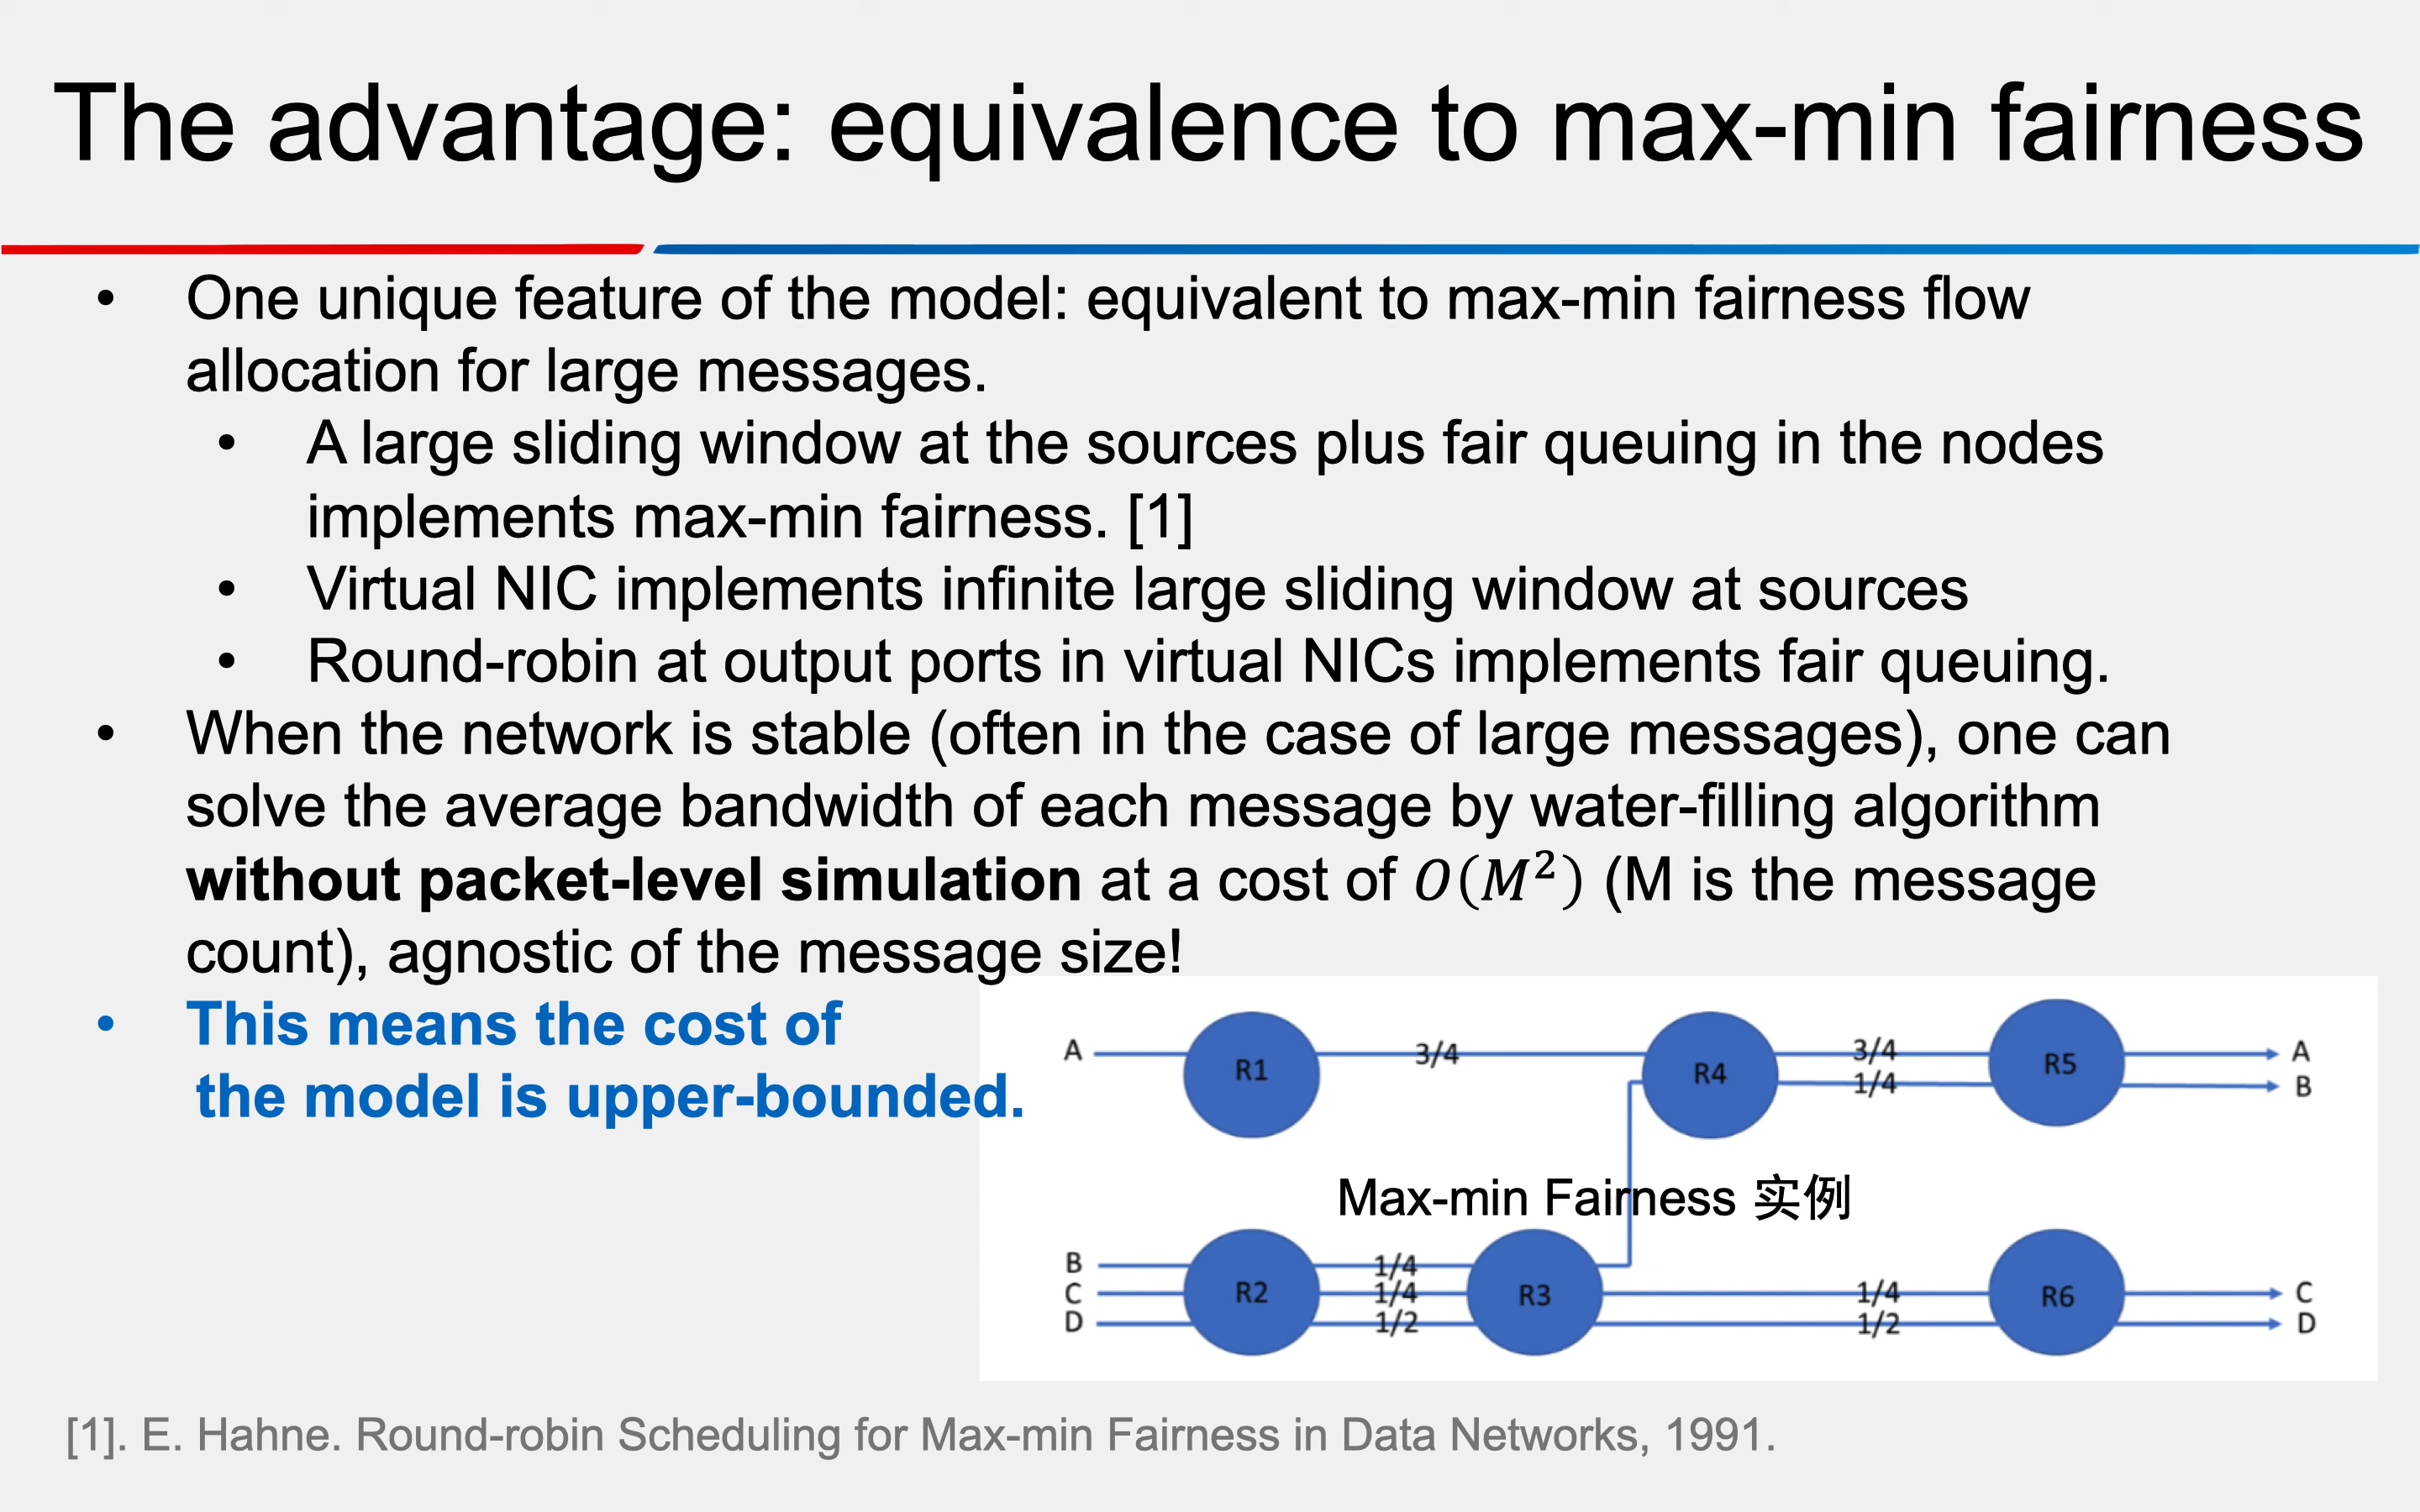 The advantage: equivalence to max-min fairness
• One unique feature of the model: equivalent to max-min fairness flow
allocation for large messages.
• A large sliding window at the sources plus fair queuing in the nodes
implements max-min fairness. [1]
• Virtual NIC implements infinite large sliding window at sources
• Round-robin at output ports in virtual NICs implements fair queuing.
• When the network is stable (often in the case of large messages), one can
solve the average bandwidth of each message by water-filling algorithm
without packet-level simulation at a cost of O(M²) (M is the message
count), agnostic of the message size!
• This means the cost of
the model is upper-bounded.
A R1 3/4 R4 3/4 R5 A
1/4 B
Max-min Fairness 实例
B 1/4
C R2 1/4 R3 1/4 R6 C
D 1/2 1/2 D
[1]. E. Hahne. Round-robin Scheduling for Max-min Fairness in Data Networks, 1991.